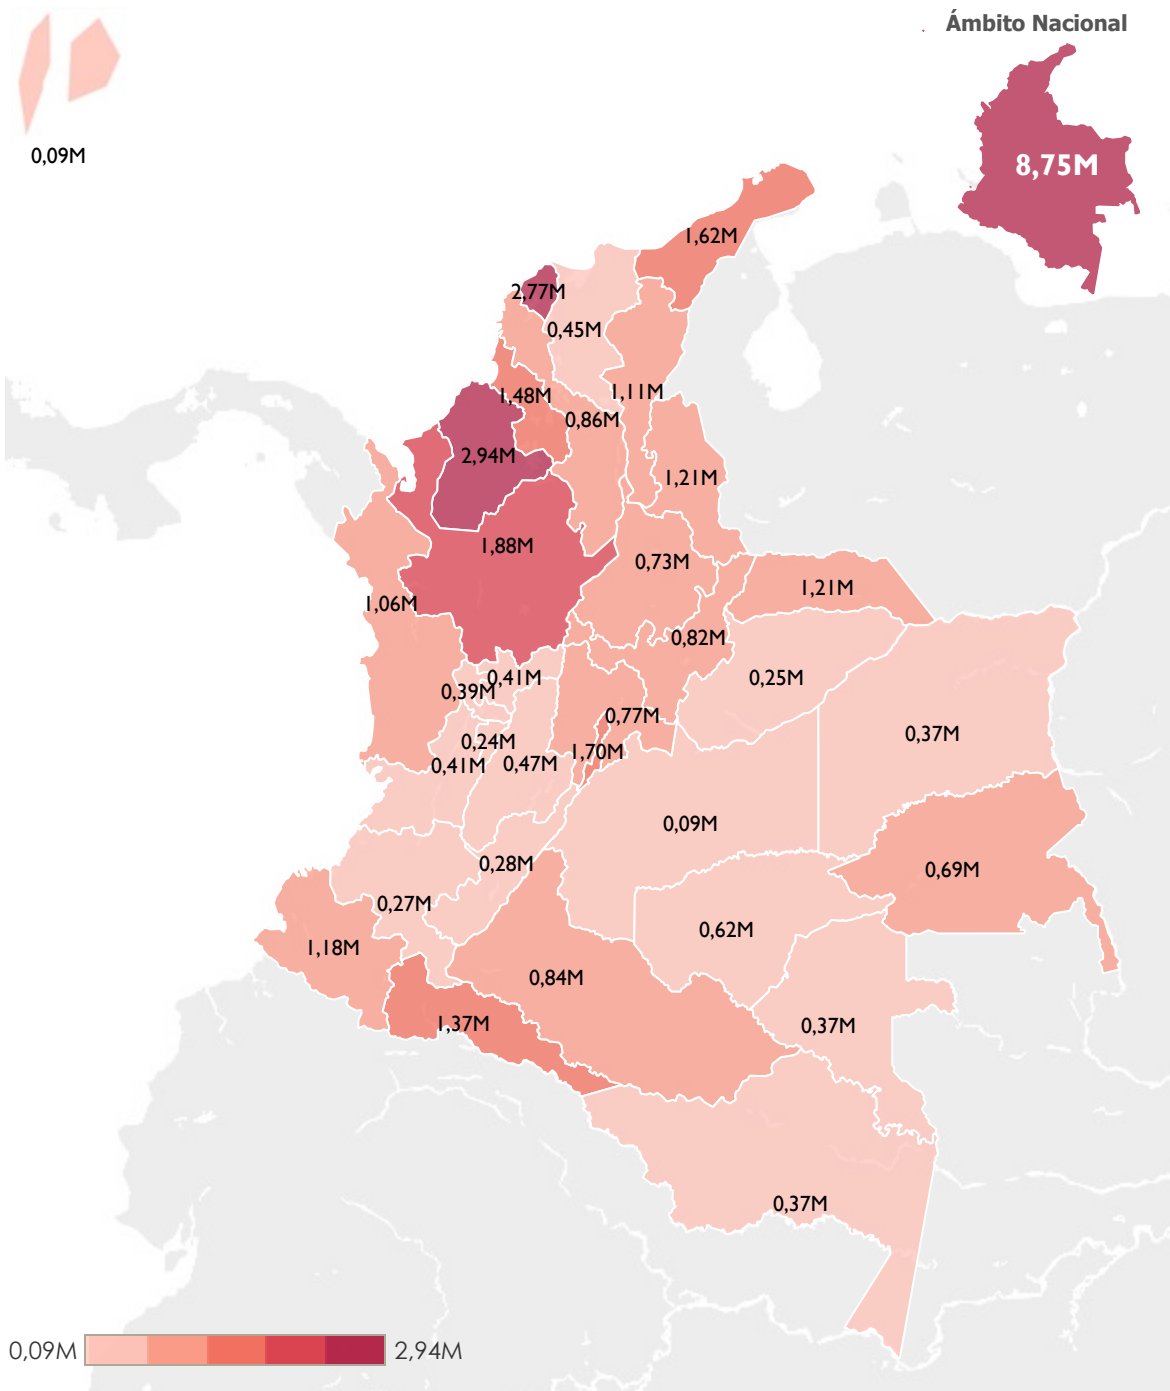 Ámbito Nacional
8,75M
0,09M
1,62M
2,77M
0,45M
1,48M
1,11M
0,86M
2,94M
1,21M
1,88M
0,73M
1,21M
1,06M
0,82M
0,41M
0,39M
0,25M
0,77M
0,24M
0,37M
1,70M
0,41M
0,47M
0,09M
0,28M
0,69M
0,27M
0,62M
1,18M
0,84M
1,37M
0,37M
0,37M
0,09M
2,94M